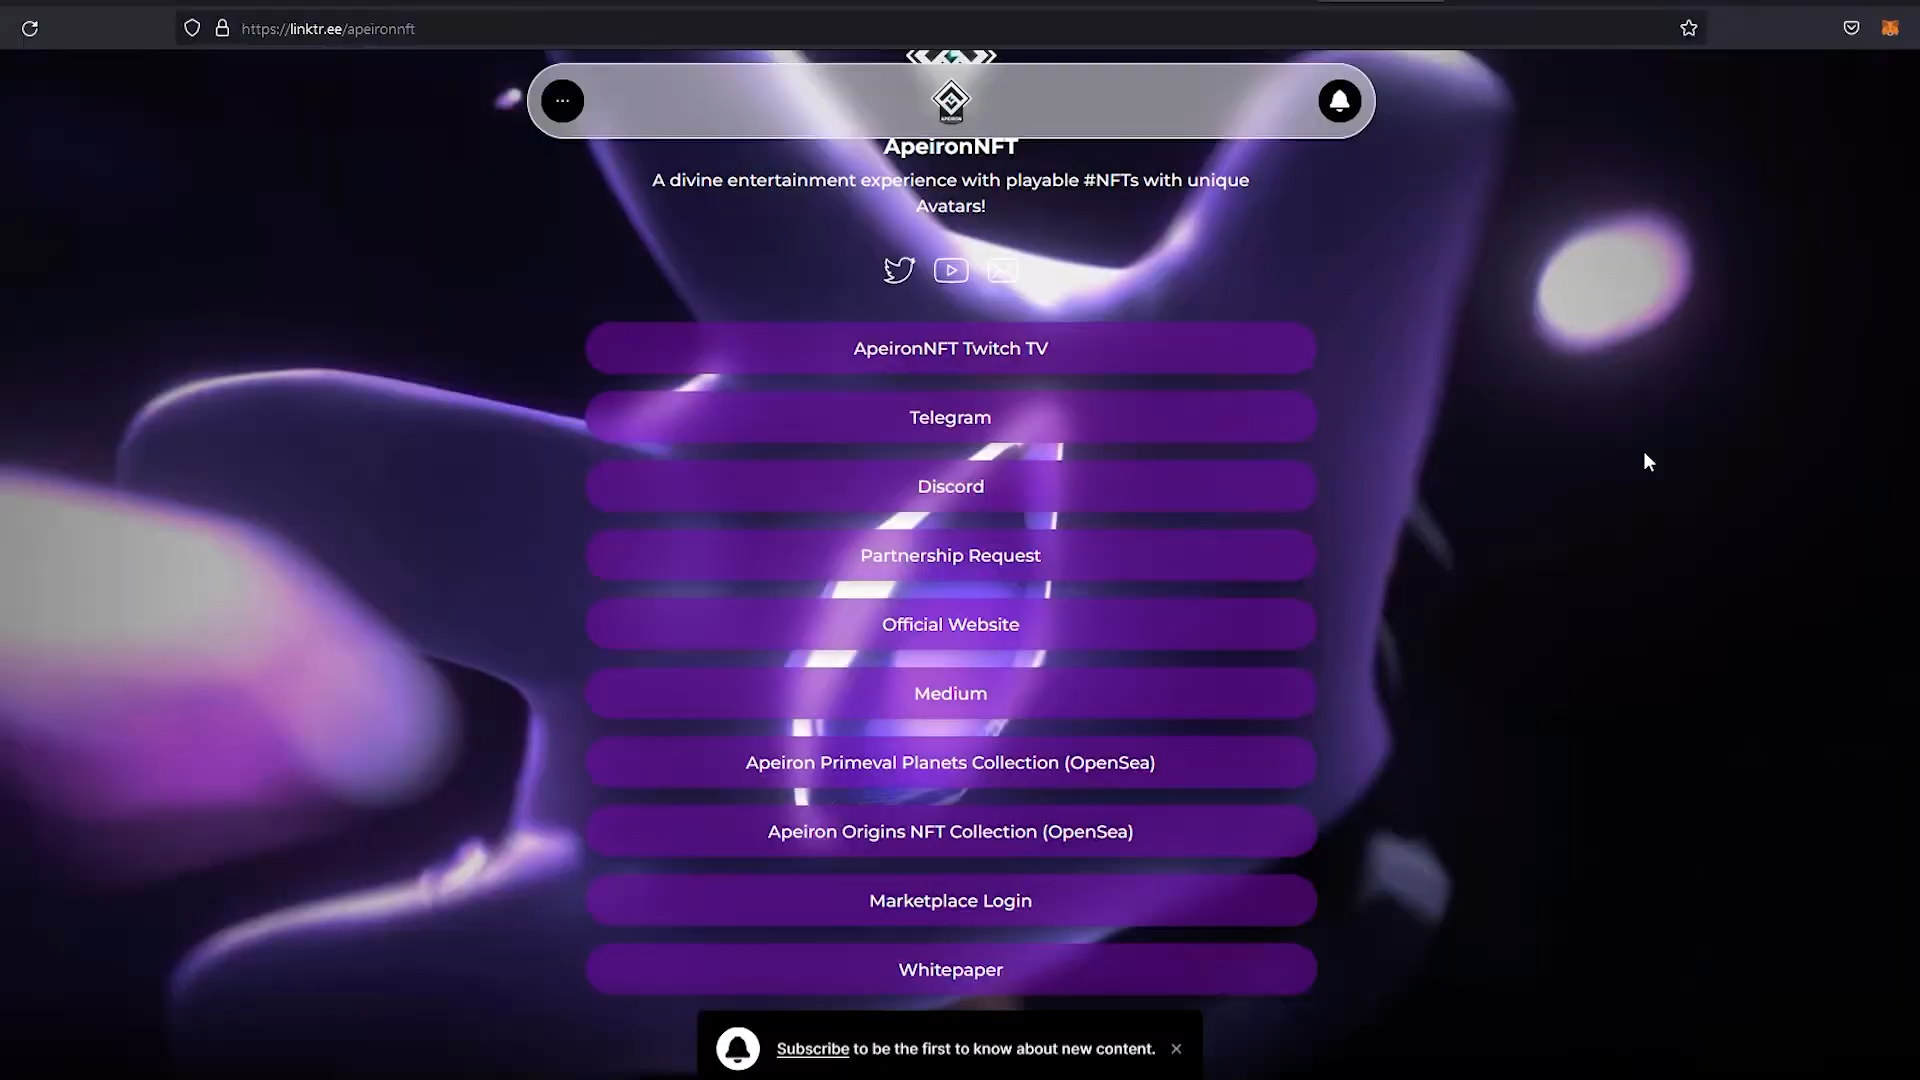 https://linktr.ee/apeironnft
APEIRON
ApeironNFT
A divine entertainment experience with playable #NFTs with unique
Avatars!
ApeironNFT Twitch TV
Telegram
Discord
Partnership Request
Official Website
Medium
Apeiron Primeval Planets Collection (OpenSea)
Apeiron Origins NFT Collection (OpenSea)
Marketplace Login
Whitepaper
Subscribe to be the first to know about new content.